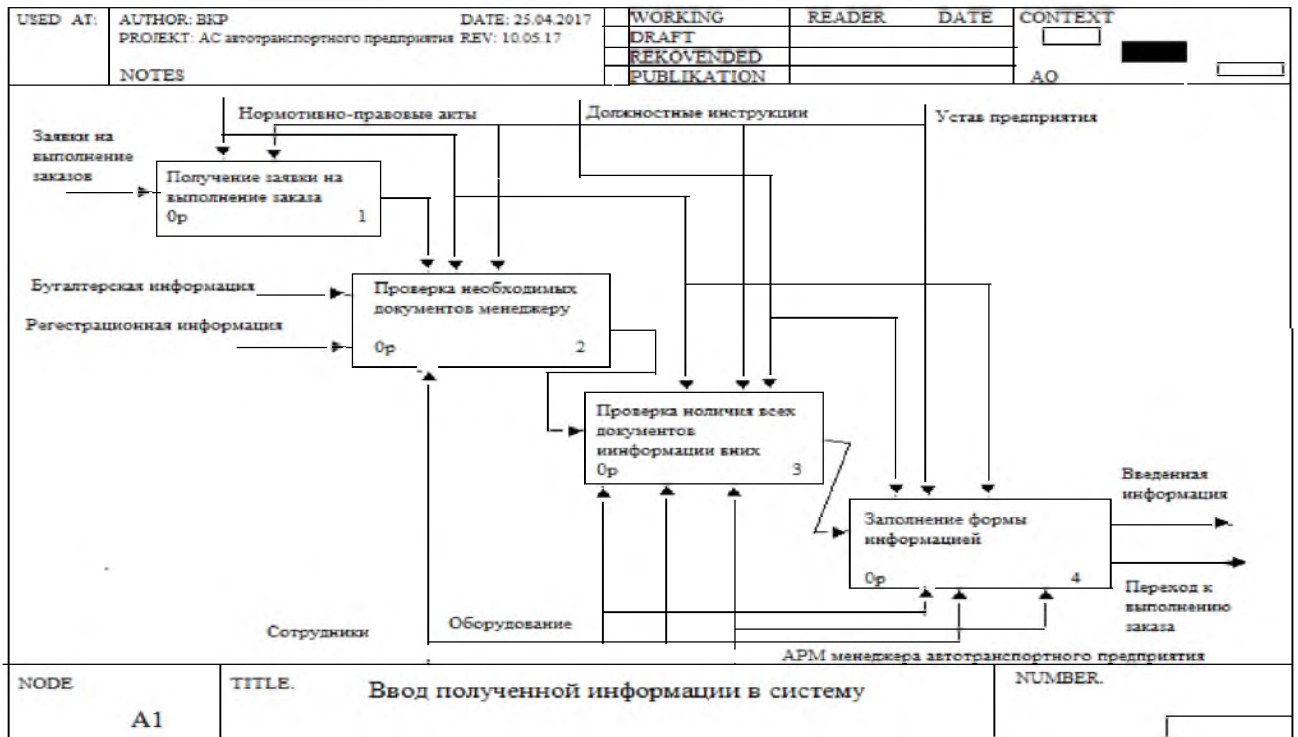 USED AT:
AUTHOR: ВКР
DATE: 25.04.2017
PROJEKT: АС автотранспортного предприятия REV: 10.05.17
NOTES
WORKING
DRAFT
REKOVENDED
PUBLIKATION
READER
DATE
CONTEXT
AO
Нормотивно-правовые акты
Должностные инструкции
Устав предприятия
Заявки на
выполнение
заказов
Получение заявки на
выполнение заказа
0р 1
Бугалтерская информация
Регестрационная информация
Проверка необходимых
документов менеджеру
0р 2
Проверка ноличия всех
документов
иинформации вних
0р 3
Заполнение формы
информацией
0р 4
Введенная
информация
Переход к
выполнению
заказа
Сотрудники
Оборудование
АРМ менеджера автотранспортного предприятия
NODE
A1
TITLE.
Ввод полученной информации в систему
NUMBER.